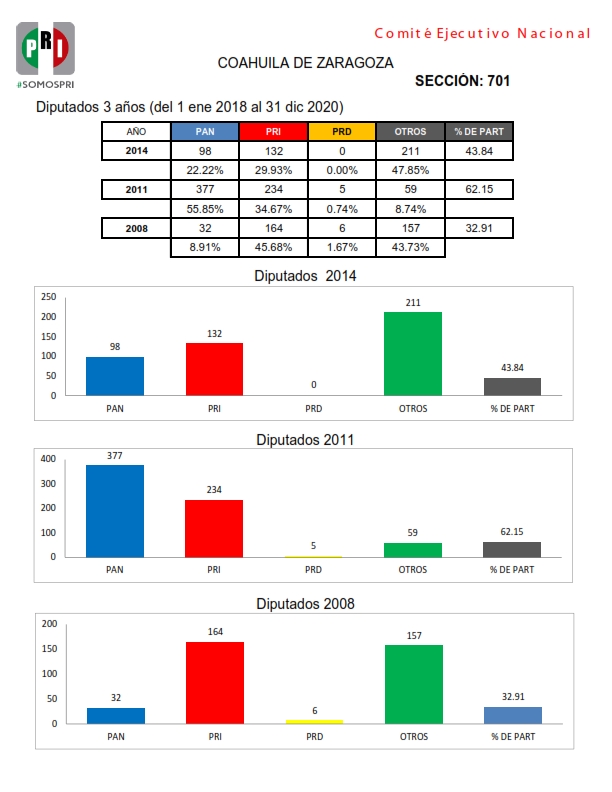 Comité Ejecutivo Nacional
PRI
#SOMOSPRI
COAHUILA DE ZARAGOZA
SECCIÓN: 701
Diputados 3 años (del 1 ene 2018 al 31 dic 2020)
AÑO PAN PRI PRD OTROS % DE PART
2014 98 132 0 211 43.84
22.22% 29.93% 0.00% 47.85%
2011 377 234 5 59 62.15
55.85% 34.67% 0.74% 8.74%
2008 32 164 6 157 32.91
8.91% 45.68% 1.67% 43.73%
Diputados 2014
250
200
150
100
50
0
98 132 0 211 43.84
PAN PRI PRD OTROS % DE PART
Diputados 2011
400
300
200
100
0
377 234 5 59 62.15
PAN PRI PRD OTROS % DE PART
Diputados 2008
200
150
100
50
0
32 164 6 157 32.91
PAN PRI PRD OTROS % DE PART